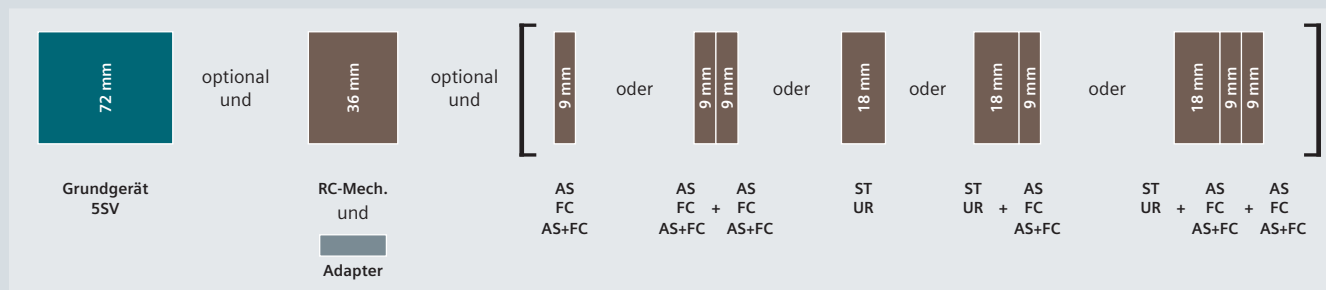 72 mm
optional
und
36 mm
optional
und
9 mm
oder
9 mm
9 mm
oder
18 mm
oder
18 mm
9 mm
oder
18 mm
9 mm
9 mm
Grundgerät
5SV
RC-Mech.
und
Adapter
AS
FC
AS+FC
AS AS
FC + FC
AS+FC AS+FC
ST
UR
ST AS
UR + FC
AS+FC
ST AS AS
UR + FC + FC
AS+FC AS+FC